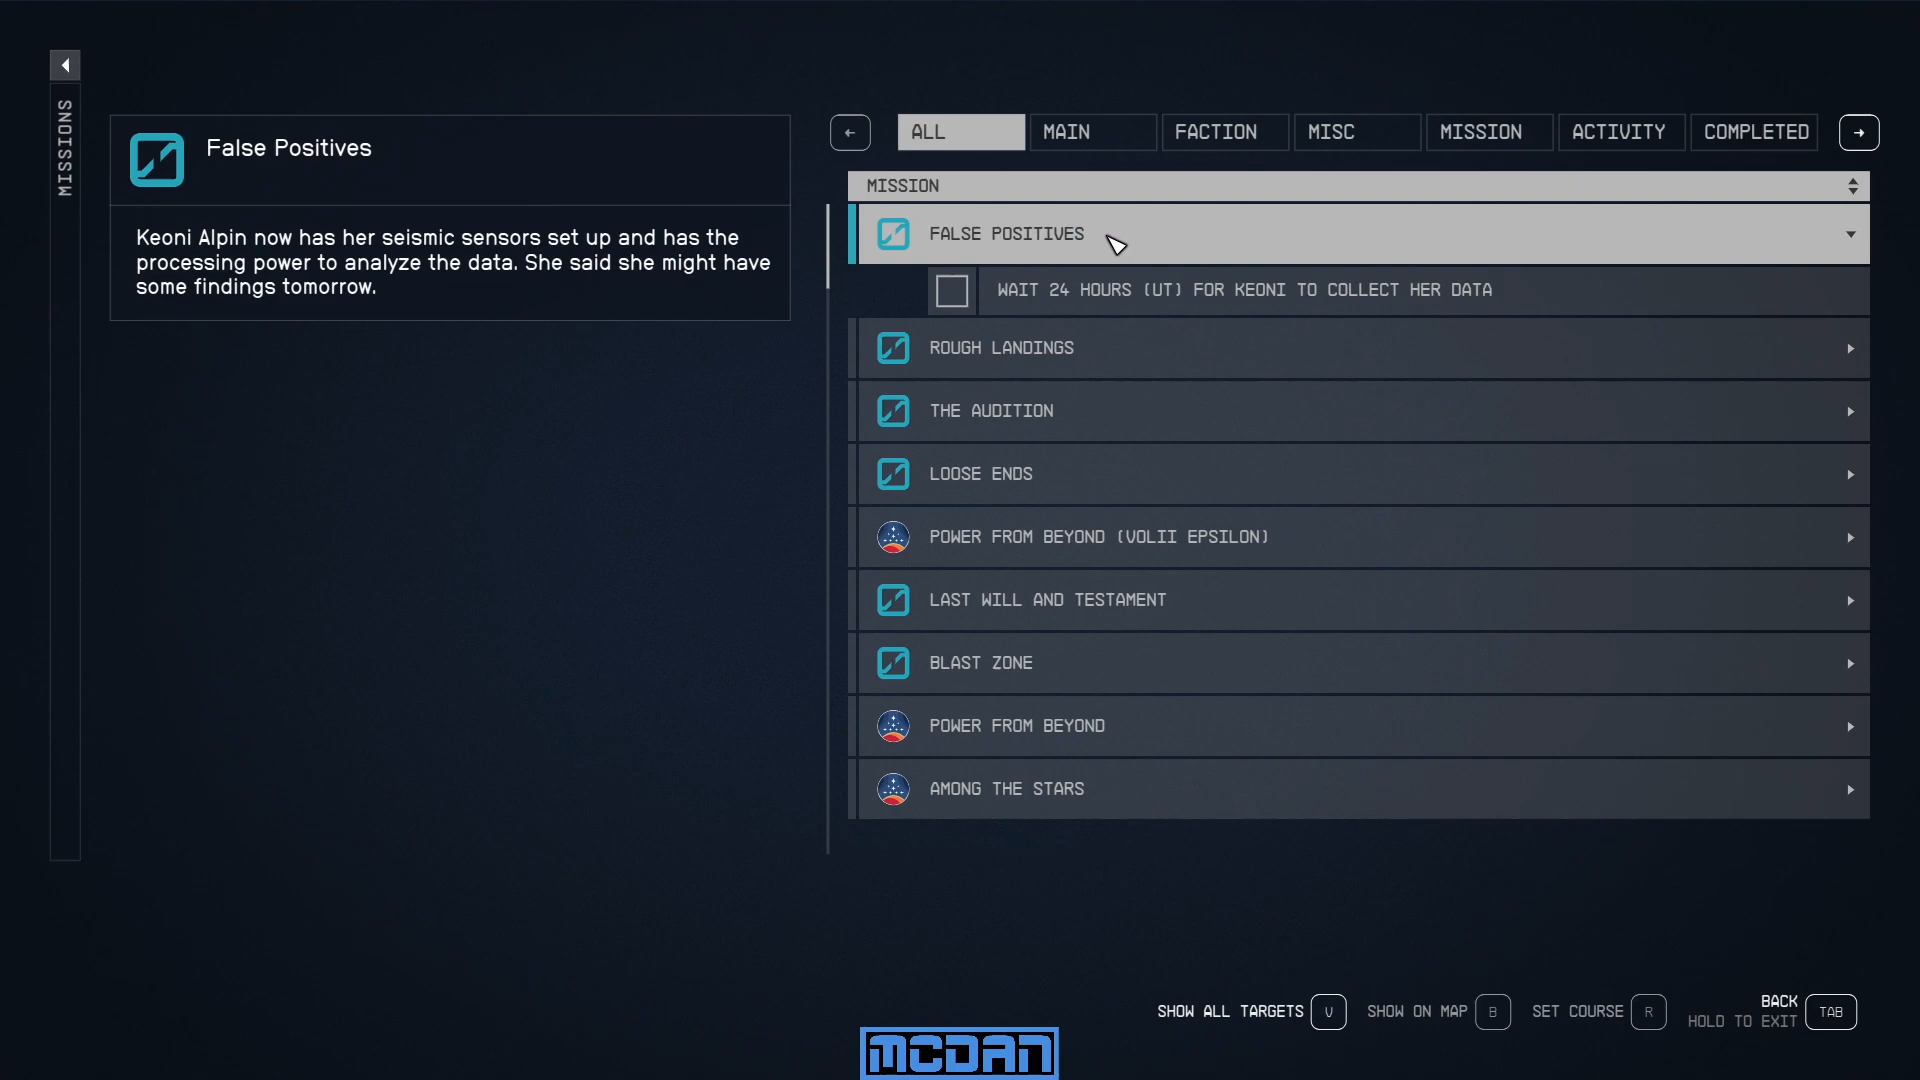 MISSIONS
False Positives
Keoni Alpin now has her seismic sensors set up and has the
processing power to analyze the data. She said she might have
some findings tomorrow.
ALL MAIN FACTION MISC MISSION ACTIVITY COMPLETED
MISSION
FALSE POSITIVES
WAIT 24 HOURS (UT) FOR KEONI TO COLLECT HER DATA
ROUGH LANDINGS
THE AUDITION
LOOSE ENDS
POWER FROM BEYOND (VOLII EPSILON)
LAST WILL AND TESTAMENT
BLAST ZONE
POWER FROM BEYOND
AMONG THE STARS
SHOW ALL TARGETS V SHOW ON MAP B SET COURSE R BACK TAB
HOLD TO EXIT
MCDAN